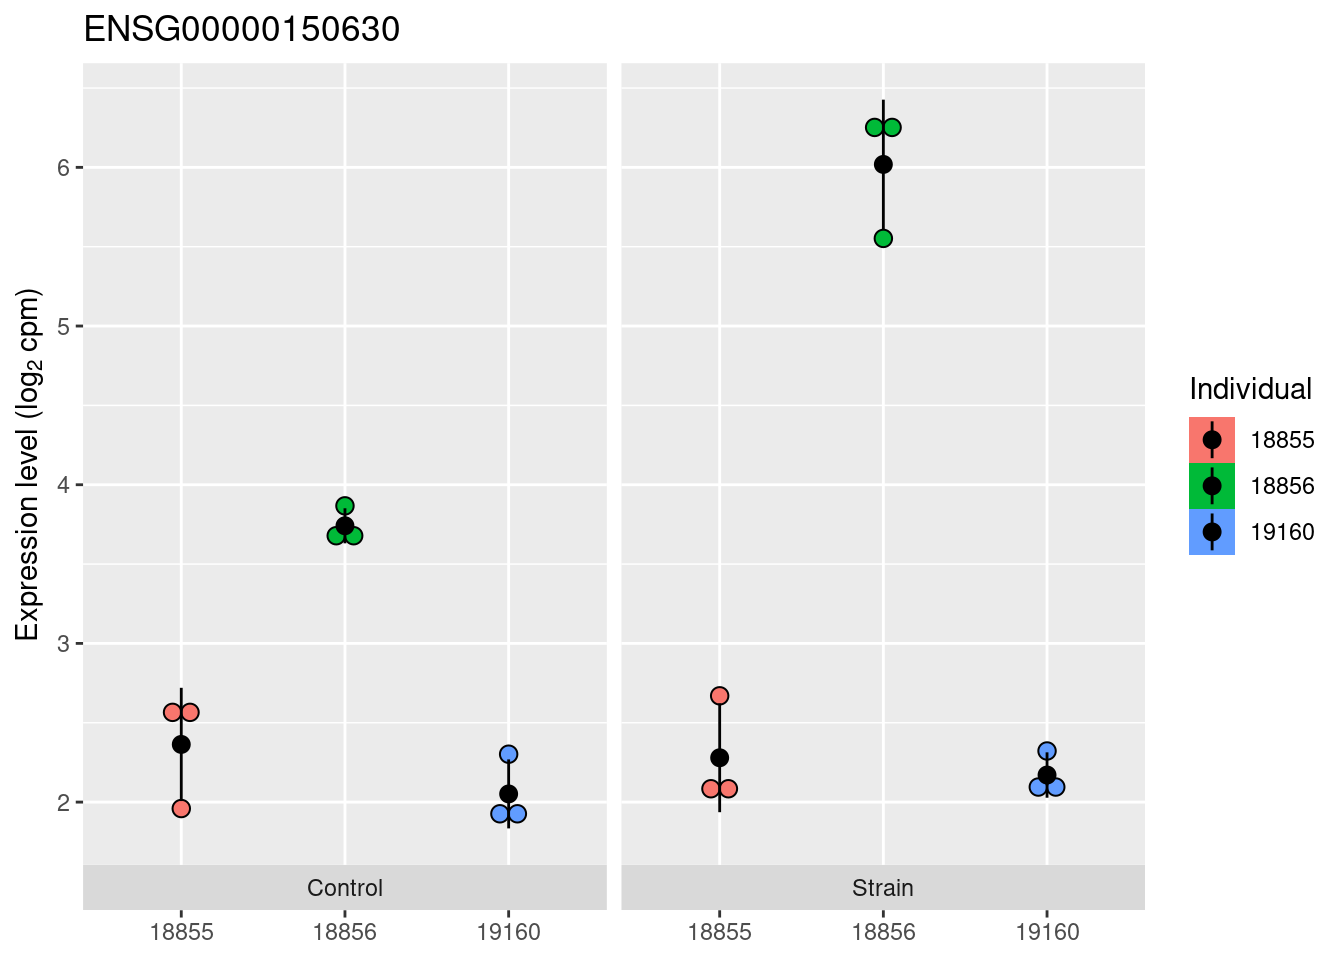 ENSG00000150630
Expression level (log₂ cpm)
6
5
4
3
2
Control
Strain
18855
18856
19160
18855
18856
19160
Individual
18855
18856
19160